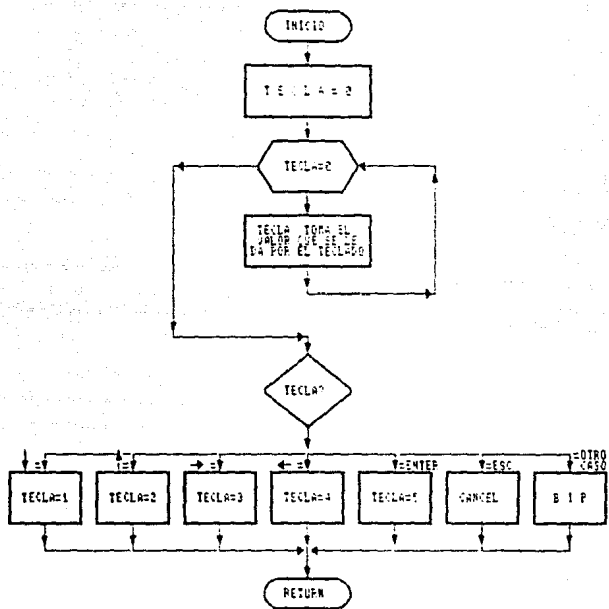 INICIO
T E C L A = 0
TECLA=0
TECLA TOMA EL
VALOR QUE SE LE
DA POR EL TECLADO
TECLA?
↓ =
↑ =
→ =
← =
=ENTER
=ESC
=OTRO
CASO
TECLA=1
TECLA=2
TECLA=3
TECLA=4
TECLA=5
CANCEL
B I P
RETURN